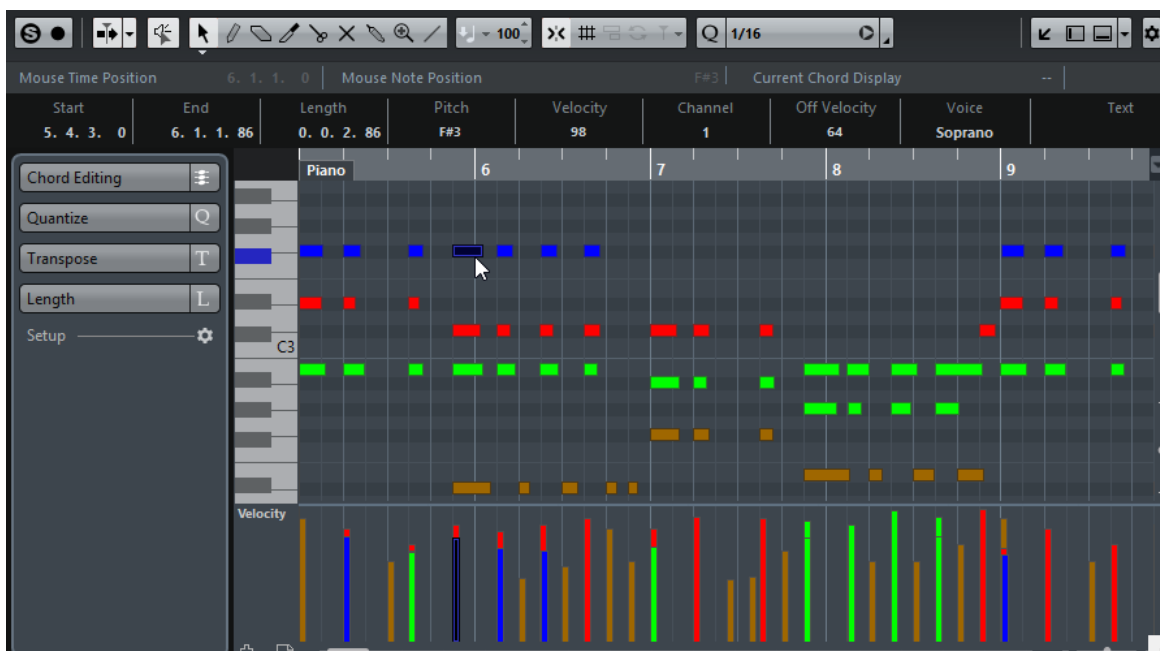 S 100 Q 1/16
Mouse Time Position 6. 1. 1. 0 Mouse Note Position F#3 Current Chord Display --
Start End Length Pitch Velocity Channel Off Velocity Voice Text
5. 4. 3. 0 6. 1. 1. 86 0. 0. 2. 86 F#3 98 1 64 Soprano
Piano 6 7 8 9
Chord Editing
Quantize Q
Transpose T
Length L
Setup
C3
Velocity